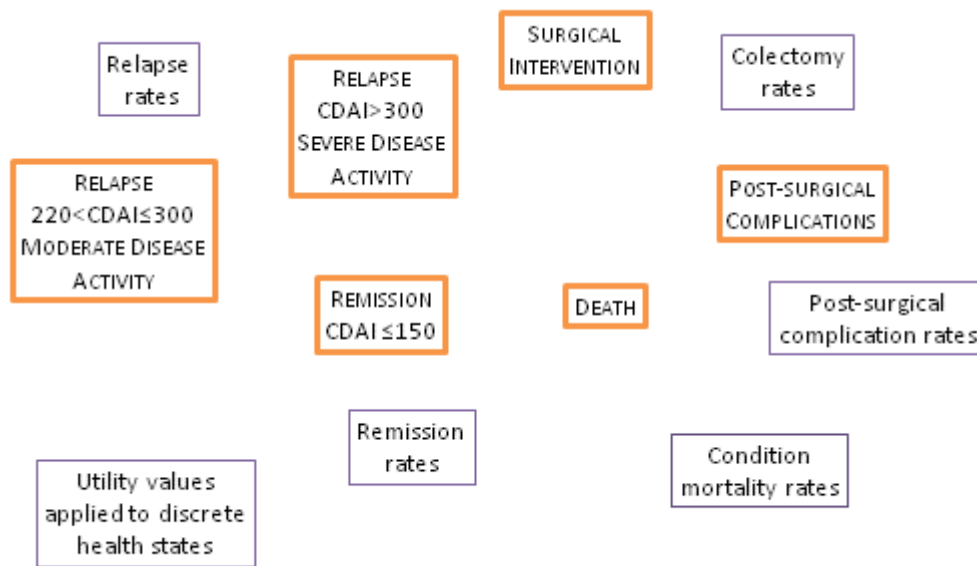 SURGICAL
INTERVENTION
Relapse
rates
RELAPSE
CDAI>300
SEVERE DISEASE
ACTIVITY
Colectomy
rates
RELAPSE
220<CDAI≤300
MODERATE DISEASE
ACTIVITY
POST-SURGICAL
COMPLICATIONS
REMISSION
CDAI ≤150
DEATH
Post-surgical
complication rates
Remission
rates
Condition
mortality rates
Utility values
applied to discrete
health states